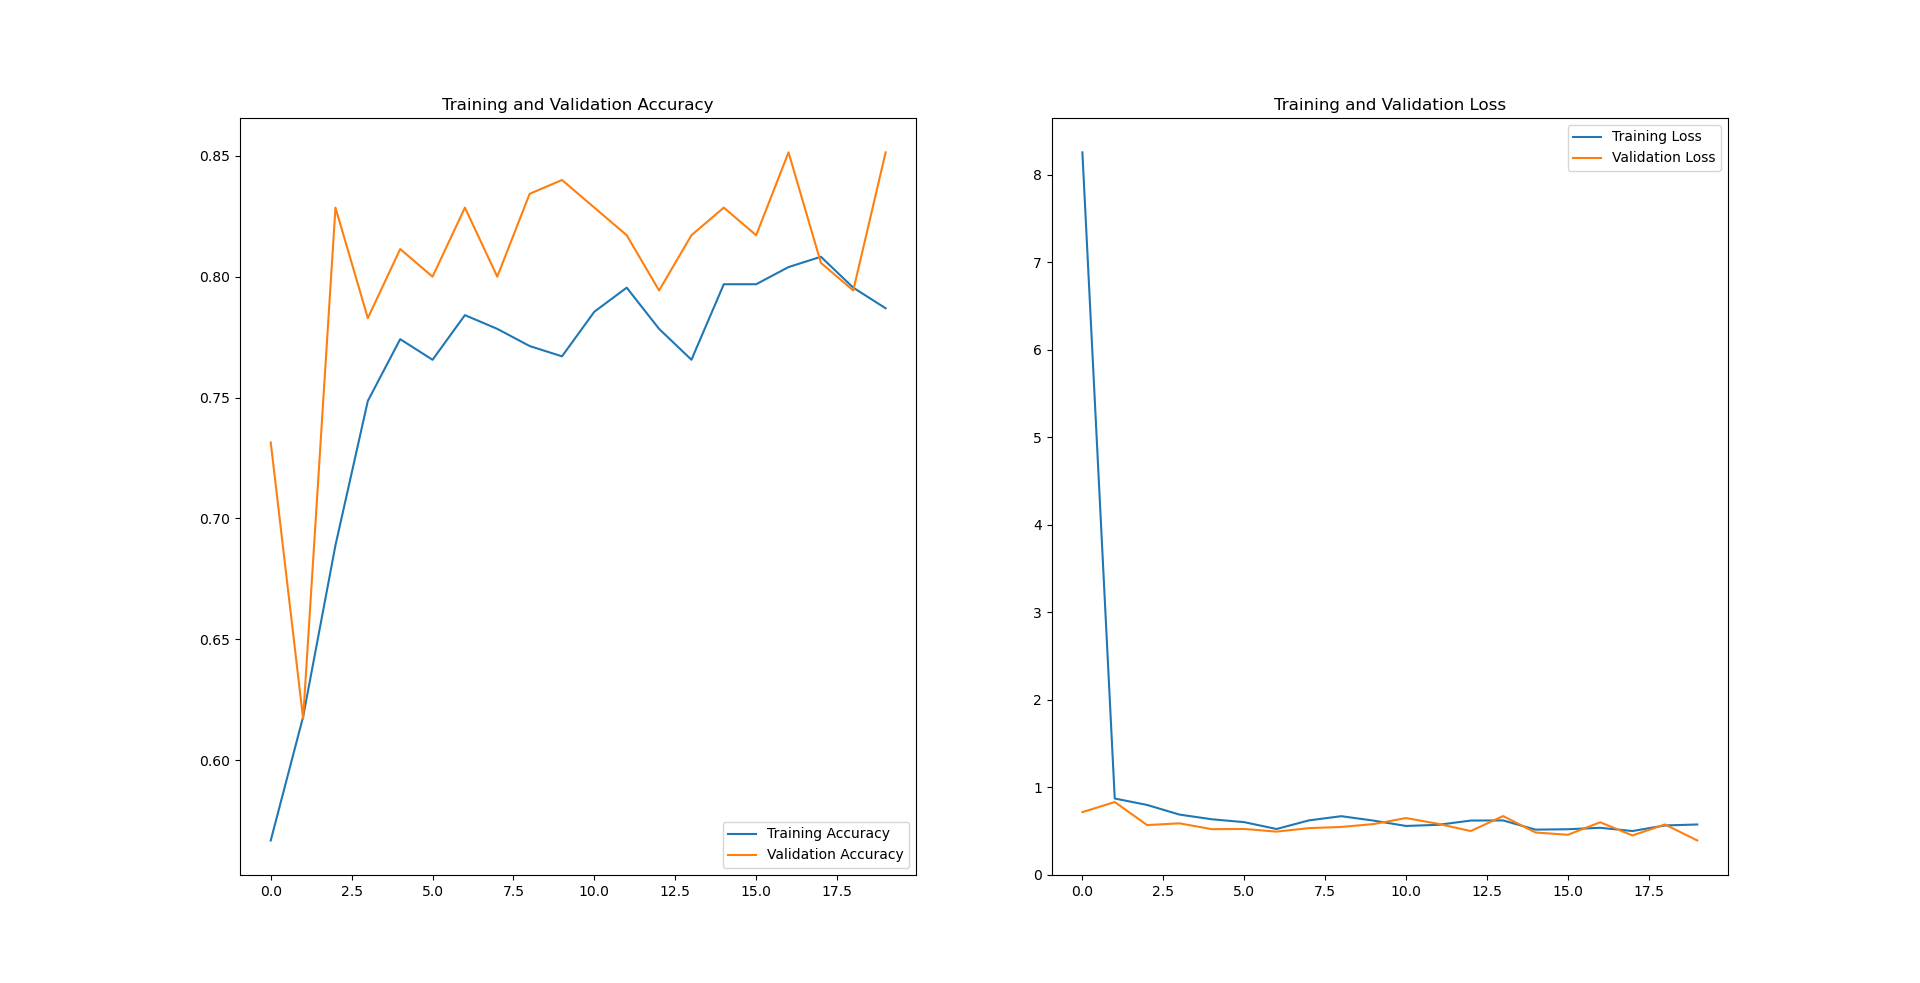 Training and Validation Accuracy
0.85
0.80
0.75
0.70
0.65
0.60
Training Accuracy
Validation Accuracy
0.0 2.5 5.0 7.5 10.0 12.5 15.0 17.5
Training and Validation Loss
Training Loss
Validation Loss
8
7
6
5
4
3
2
1
0
0.0 2.5 5.0 7.5 10.0 12.5 15.0 17.5